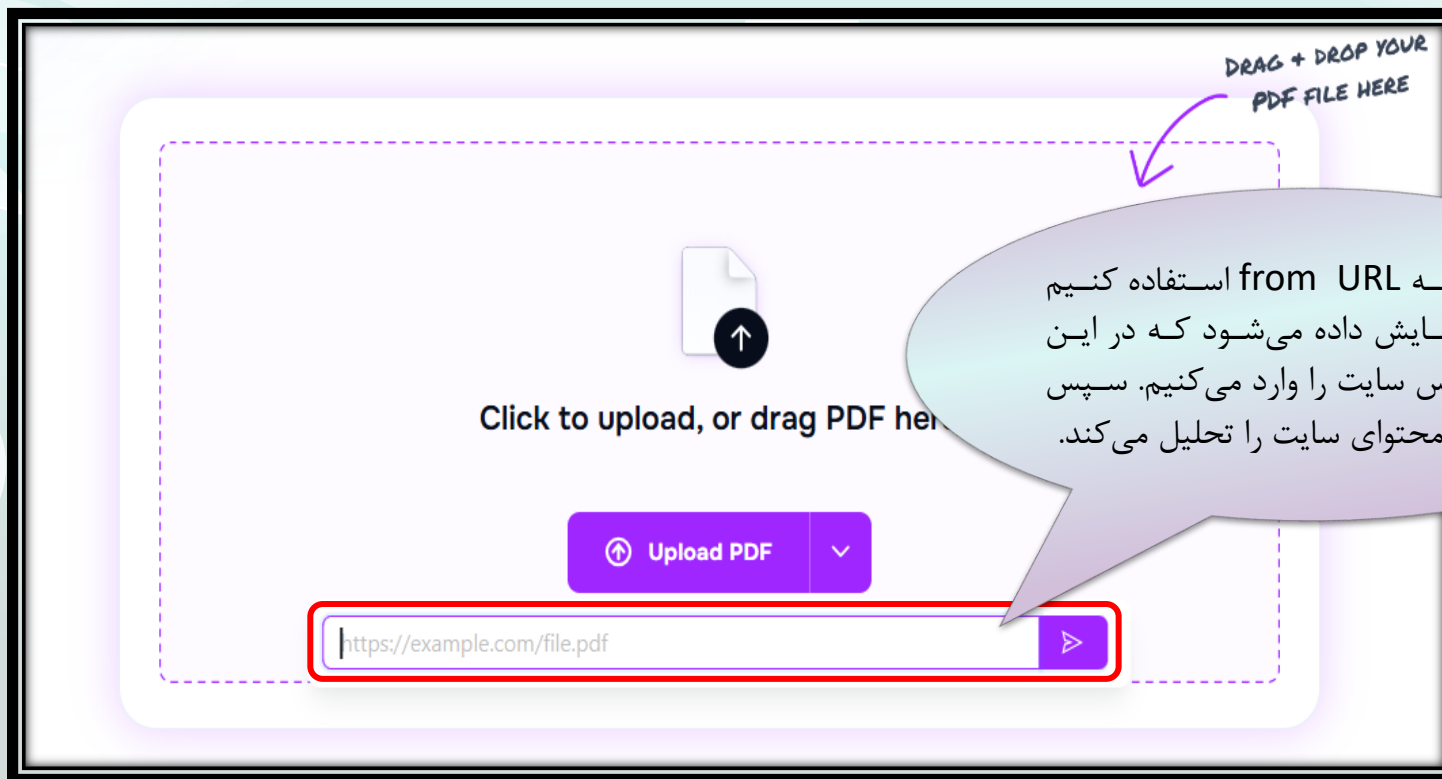 DRAG + DROP YOUR
PDF FILE HERE
Click to upload, or drag PDF
Upload PDF
https://example.com/file.pdf
from URL استفاده کنیم
داده می‌شود که در این
سایت را وارد می‌کنیم. سپس
محتوای سایت را تحلیل می‌کند.